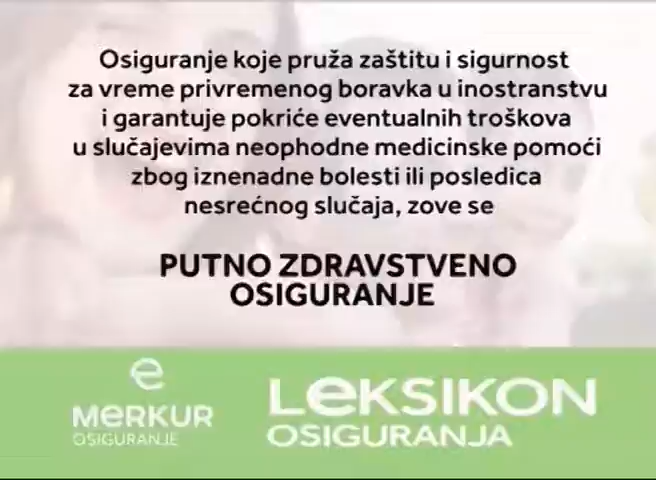 Osiguranje koje pruža zaštitu i sigurnost
za vreme privremenog boravka u inostranstvu
i garantuje pokriće eventualnih troškova
u slučajevima neophodne medicinske pomoći
zbog iznenadne bolesti ili posledica
nesrećnog slučaja, zove se
PUTNO ZDRAVSTVENO
OSIGURANJE
MERKUR
OSIGURANJE
LEKSIKON
OSIGURANJA